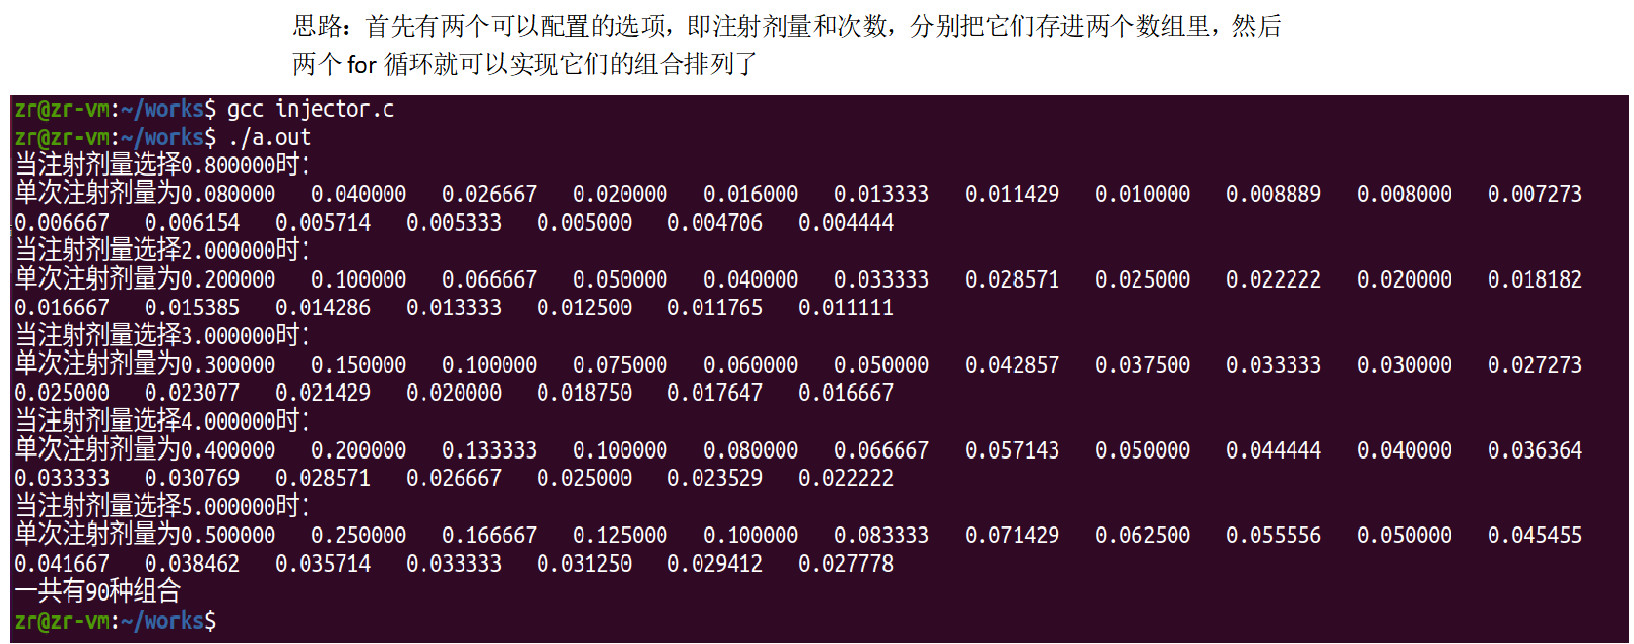 思路：首先有两个可以配置的选项，即注射剂量和次数，分别把它们存进两个数组里，然后
两个 for 循环就可以实现它们的组合排列了
zr@zr-vm:~/works$ gcc injector.c
zr@zr-vm:~/works$ ./a.out
当注射剂量选择0.800000时：
单次注射剂量为0.080000 0.040000 0.026667 0.020000 0.016000 0.013333 0.011429 0.010000 0.008889 0.008000 0.007273
0.006667 0.006154 0.005714 0.005333 0.005000 0.004706 0.004444
当注射剂量选择2.000000时：
单次注射剂量为0.200000 0.100000 0.066667 0.050000 0.040000 0.033333 0.028571 0.025000 0.022222 0.020000 0.018182
0.016667 0.015385 0.014286 0.013333 0.012500 0.011765 0.011111
当注射剂量选择3.000000时：
单次注射剂量为0.300000 0.150000 0.100000 0.075000 0.060000 0.050000 0.042857 0.037500 0.033333 0.030000 0.027273
0.025000 0.023077 0.021429 0.020000 0.018750 0.017647 0.016667
当注射剂量选择4.000000时：
单次注射剂量为0.400000 0.200000 0.133333 0.100000 0.080000 0.066667 0.057143 0.050000 0.044444 0.040000 0.036364
0.033333 0.030769 0.028571 0.026667 0.025000 0.023529 0.022222
当注射剂量选择5.000000时：
单次注射剂量为0.500000 0.250000 0.166667 0.125000 0.100000 0.083333 0.071429 0.062500 0.055556 0.050000 0.045455
0.041667 0.038462 0.035714 0.033333 0.031250 0.029412 0.027778
一共有90种组合
zr@zr-vm:~/works$